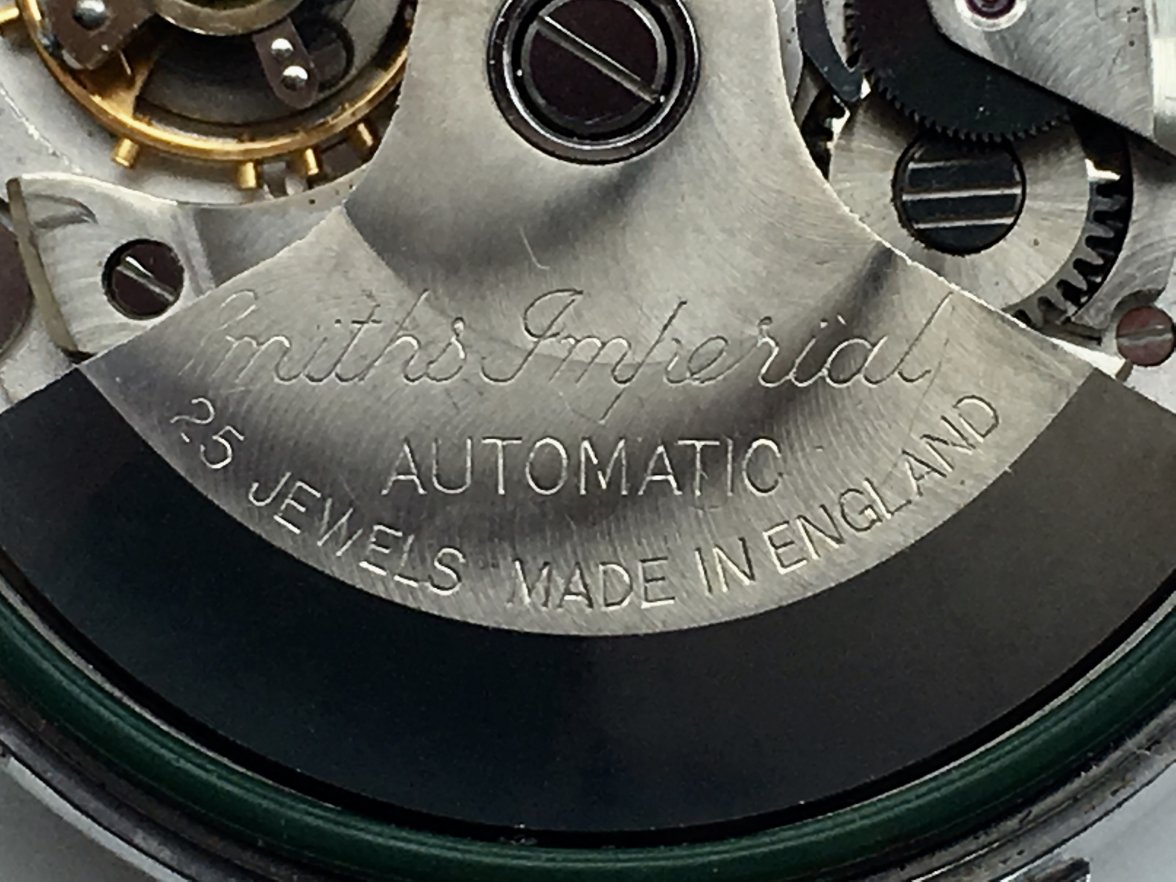 Smiths Imperial
AUTOMATIC
25 JEWELS MADE IN ENGLAND